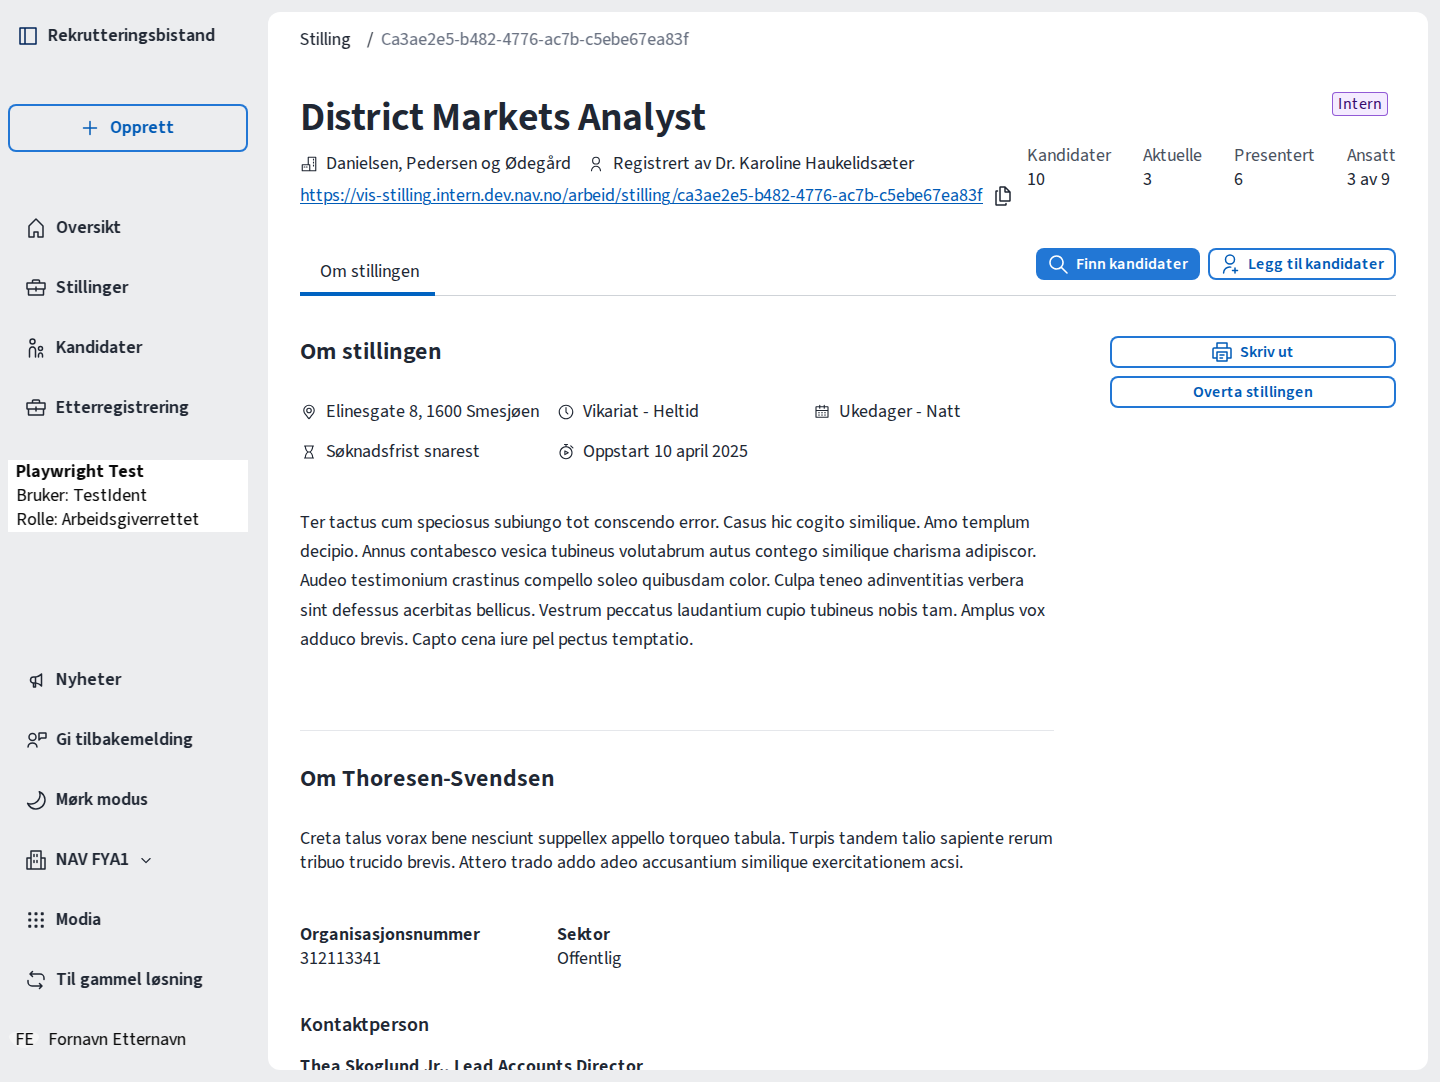 Rekrutteringsbistand
Opprett
Oversikt
Stillinger
Kandidater
Etterregistrering
Playwright Test
Bruker: TestIdent
Rolle: Arbeidsgiverrettet
Nyheter
Gi tilbakemelding
Mørk modus
NAV FYA1
Modia
Til gammel løsning
FE Fornavn Etternavn
Stilling / Ca3ae2e5-b482-4776-ac7b-c5ebe67ea83f
District Markets Analyst
Intern
Danielsen, Pedersen og Ødegård Registrert av Dr. Karoline Haukelidsæter
https://vis-stilling.intern.dev.nav.no/arbeid/stilling/ca3ae2e5-b482-4776-ac7b-c5ebe67ea83f
Kandidater Aktuelle Presentert Ansatt
10 3 6 3 av 9
Om stillingen
Finn kandidater Legg til kandidater
Om stillingen
Skriv ut
Overta stillingen
Elinesgate 8, 1600 Smesjøen Vikariat - Heltid Ukedager - Natt
Søknadsfrist snarest Oppstart 10 april 2025
Ter tactus cum speciosus subiungo tot conscendo error. Casus hic cogito similique. Amo templum
decipio. Annus contabesco vesica tubineus volutabrum autus contego similique charisma adipiscor.
Audeo testimonium crastinus compello soleo quibusdam color. Culpa teneo adinventitias verbera
sint defessus acerbitas bellicus. Vestrum peccatus laudantium cupio tubineus nobis tam. Amplus vox
adduco brevis. Capto cena iure pel pectus temptatio.
Om Thoresen-Svendsen
Creta talus vorax bene nesciunt suppellex appello torqueo tabula. Turpis tandem talio sapiente rerum
tribuo trucido brevis. Attero trado addo adeo accusantium similique exercitationem acsi.
Organisasjonsnummer Sektor
312113341 Offentlig
Kontaktperson
Thea Skoglund Jr., Lead Accounts Director